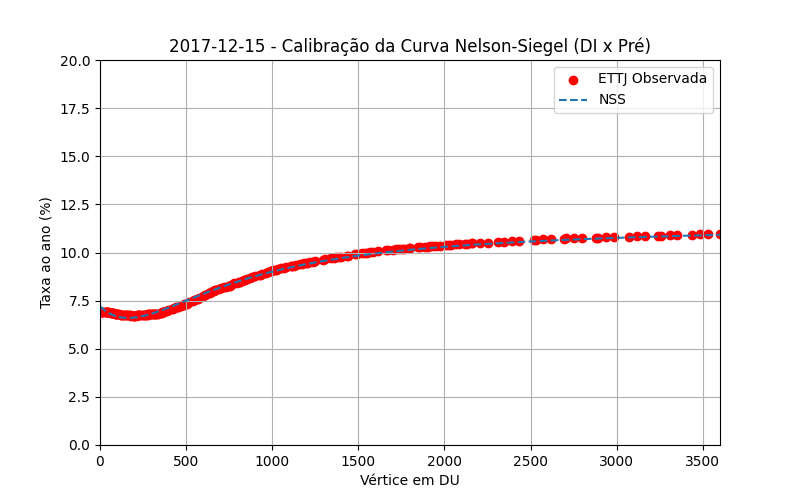 2017-12-15 - Calibração da Curva Nelson-Siegel (DI x Pré)
ETTJ Observada
NSS
Taxa ao ano (%)
20.0
17.5
15.0
12.5
10.0
7.5
5.0
2.5
0.0
0 500 1000 1500 2000 2500 3000 3500
Vértice em DU